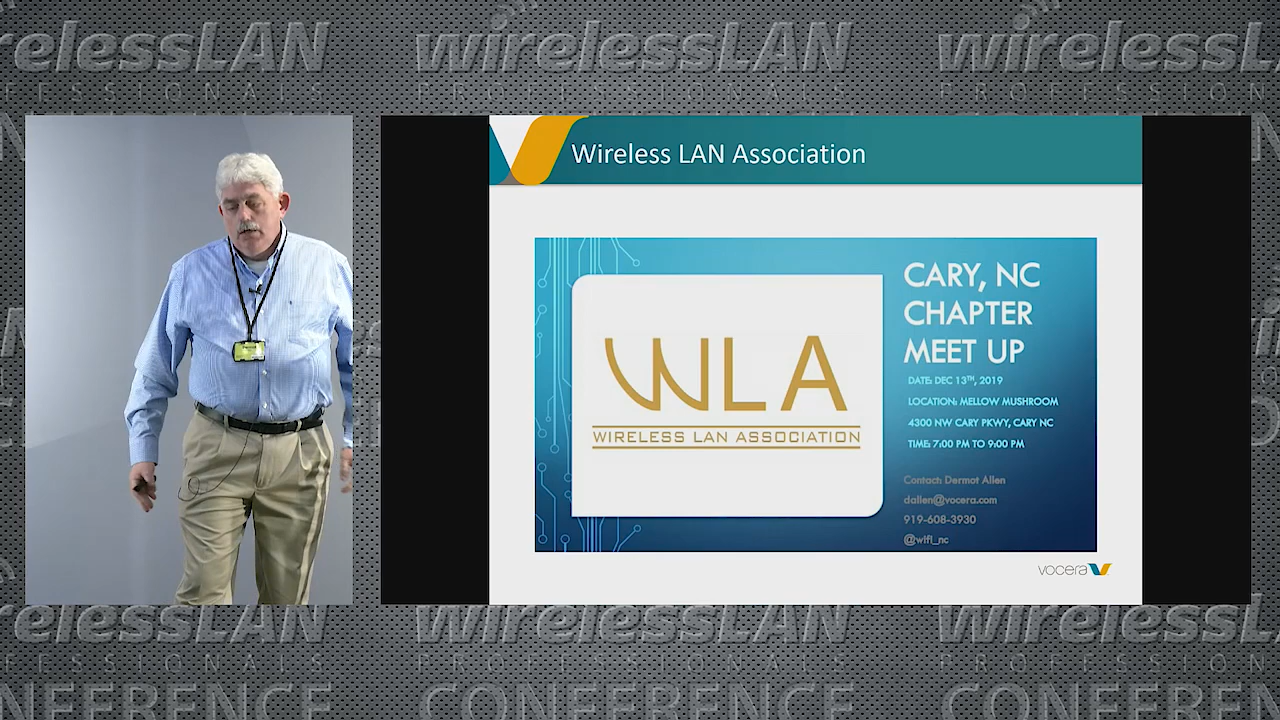 wirelessLAN
PROFESSIONALS
Wireless LAN Association
CARY, NC
CHAPTER
MEET UP
DATE: DEC 13TH, 2019
LOCATION: MELLOW MUSHROOM
4300 NW CARY PKWY, CARY NC
TIME: 7:00 PM TO 9:00 PM
Contact: Dermot Allen
dallen@vocera.com
919-608-3930
@wifi_nc
WLA
WIRELESS LAN ASSOCIATION
vocera
wirelessLAN
PROFESSIONALS
CONFERENCE